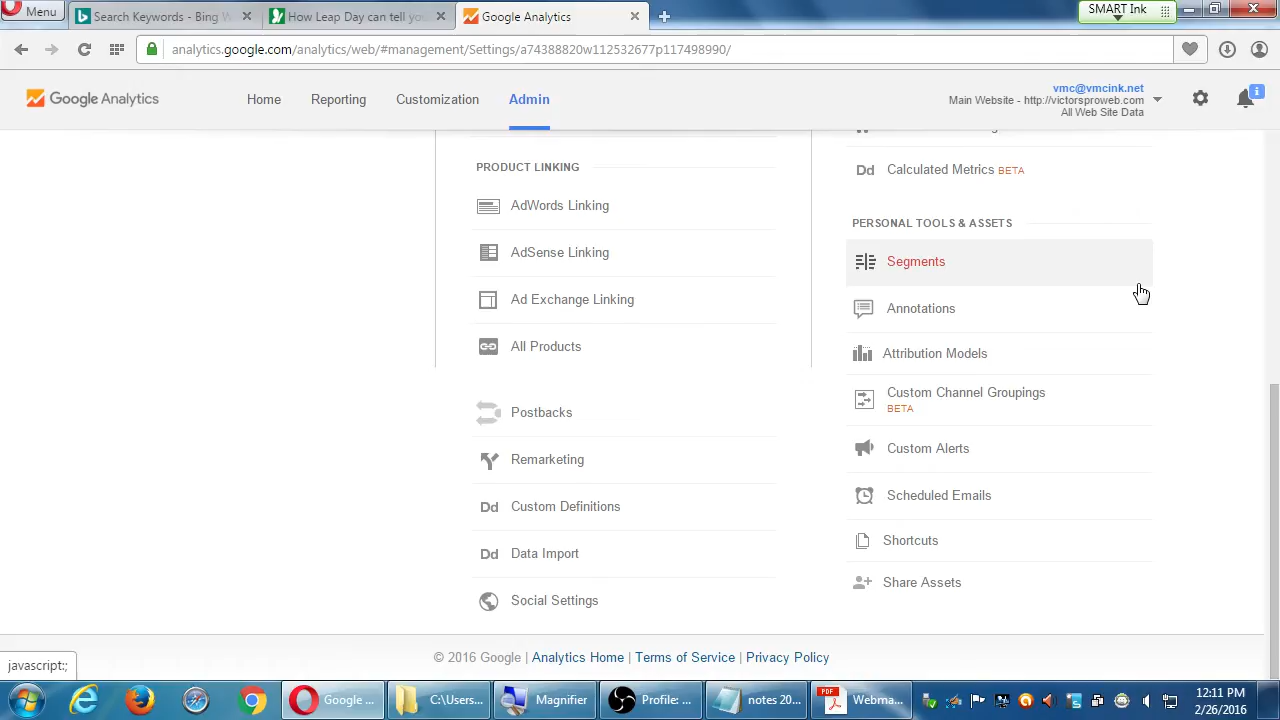 Menu
Search Keywords - Bing W
How Leap Day can tell you
Google Analytics
SMART Ink
analytics.google.com/analytics/web/#management/Settings/a74388820w112532677p117498990/
Google Analytics
Home
Reporting
Customization
Admin
vmc@vmcink.net
Main Website - http://victorsproweb.com
All Web Site Data
PRODUCT LINKING
AdWords Linking
AdSense Linking
Ad Exchange Linking
All Products
Postbacks
Remarketing
Dd Custom Definitions
Dd Data Import
Social Settings
Dd Calculated Metrics BETA
PERSONAL TOOLS & ASSETS
Segments
Annotations
Attribution Models
Custom Channel Groupings
BETA
Custom Alerts
Scheduled Emails
Shortcuts
Share Assets
© 2016 Google | Analytics Home | Terms of Service | Privacy Policy
javascript:;
Google ...
C:\Users...
Magnifier
Profile: ...
notes 20...
PDF
Webma...
12:11 PM
2/26/2016